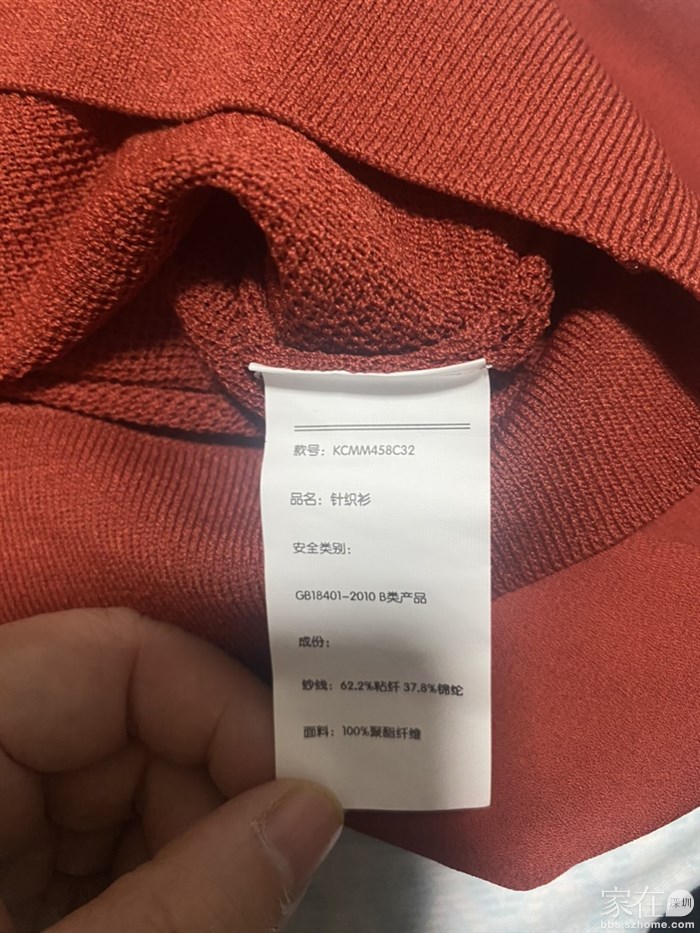 款号：KCMM458C32
品名：针织衫
安全类别：
GB18401-2010 B类产品
成份：
纱线：62.2%粘纤 37.8%锦纶
面料：100%聚酯纤维
家在深圳
bbs.szhome.com